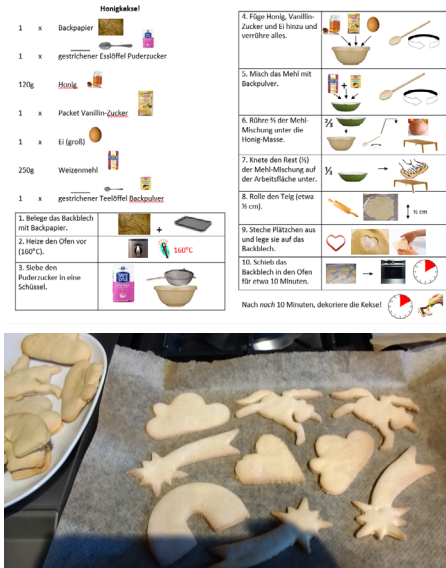 Honigkekse!
1 x Backpapier
1 x gestrichener Esslöffel Puderzucker
120g Honig
1 x Packet Vanillin-Zucker
1 x Ei (groß)
250g Weizenmehl
1 x gestrichener Teelöffel Backpulver
1. Belege das Backblech
mit Backpapier.
+
2. Heize den Ofen vor
(160°C).
160°C
3. Siebe den
Puderzucker in eine
Schüssel.
4. Füge Honig, Vanillin-
Zucker und Ei hinzu und
verrühre alles.
5. Misch das Mehl mit
Backpulver.
+
6. Rühre ⅔ der Mehl-
Mischung unter die
Honig-Masse.
⅔
7. Knete den Rest (⅓)
der Mehl-Mischung auf
der Arbeitsfläche unter.
⅓
8. Rolle den Teig (etwa
½ cm).
½ cm
9. Steche Plätzchen aus
und lege sie auf das
Backblech.
10. Schieb das
Backblech in den Ofen
für etwa 10 Minuten.
Nach noch 10 Minuten, dekoriere die Kekse!